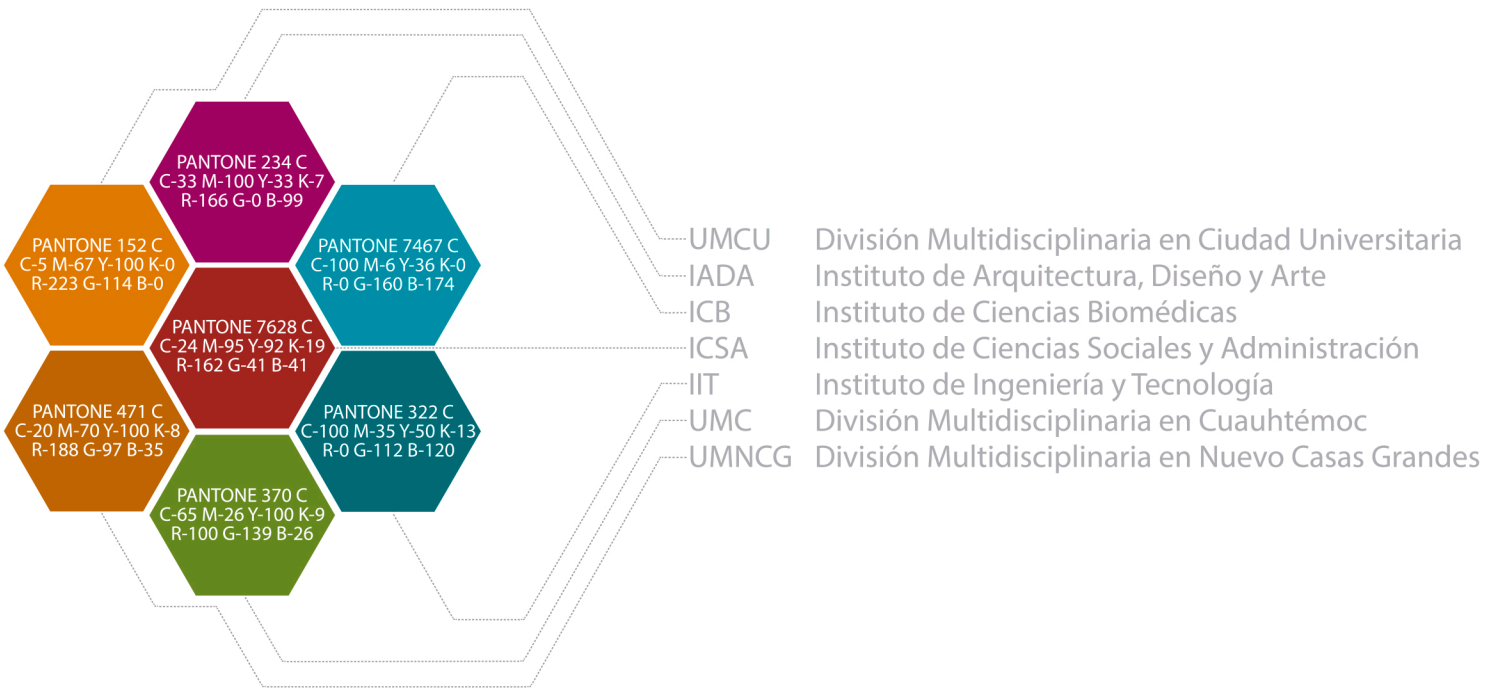 PANTONE 234 C
C-33 M-100 Y-33 K-7
R-166 G-0 B-99
PANTONE 152 C
C-5 M-67 Y-100 K-0
R-223 G-114 B-0
PANTONE 7467 C
C-100 M-6 Y-36 K-0
R-0 G-160 B-174
PANTONE 7628 C
C-24 M-95 Y-92 K-19
R-162 G-41 B-41
PANTONE 471 C
C-20 M-70 Y-100 K-8
R-188 G-97 B-35
PANTONE 322 C
C-100 M-35 Y-50 K-13
R-0 G-112 B-120
PANTONE 370 C
C-65 M-26 Y-100 K-9
R-100 G-139 B-26
UMCU División Multidisciplinaria en Ciudad Universitaria
IADA Instituto de Arquitectura, Diseño y Arte
ICB Instituto de Ciencias Biomédicas
ICSA Instituto de Ciencias Sociales y Administración
IIT Instituto de Ingeniería y Tecnología
UMC División Multidisciplinaria en Cuauhtémoc
UMNCG División Multidisciplinaria en Nuevo Casas Grandes